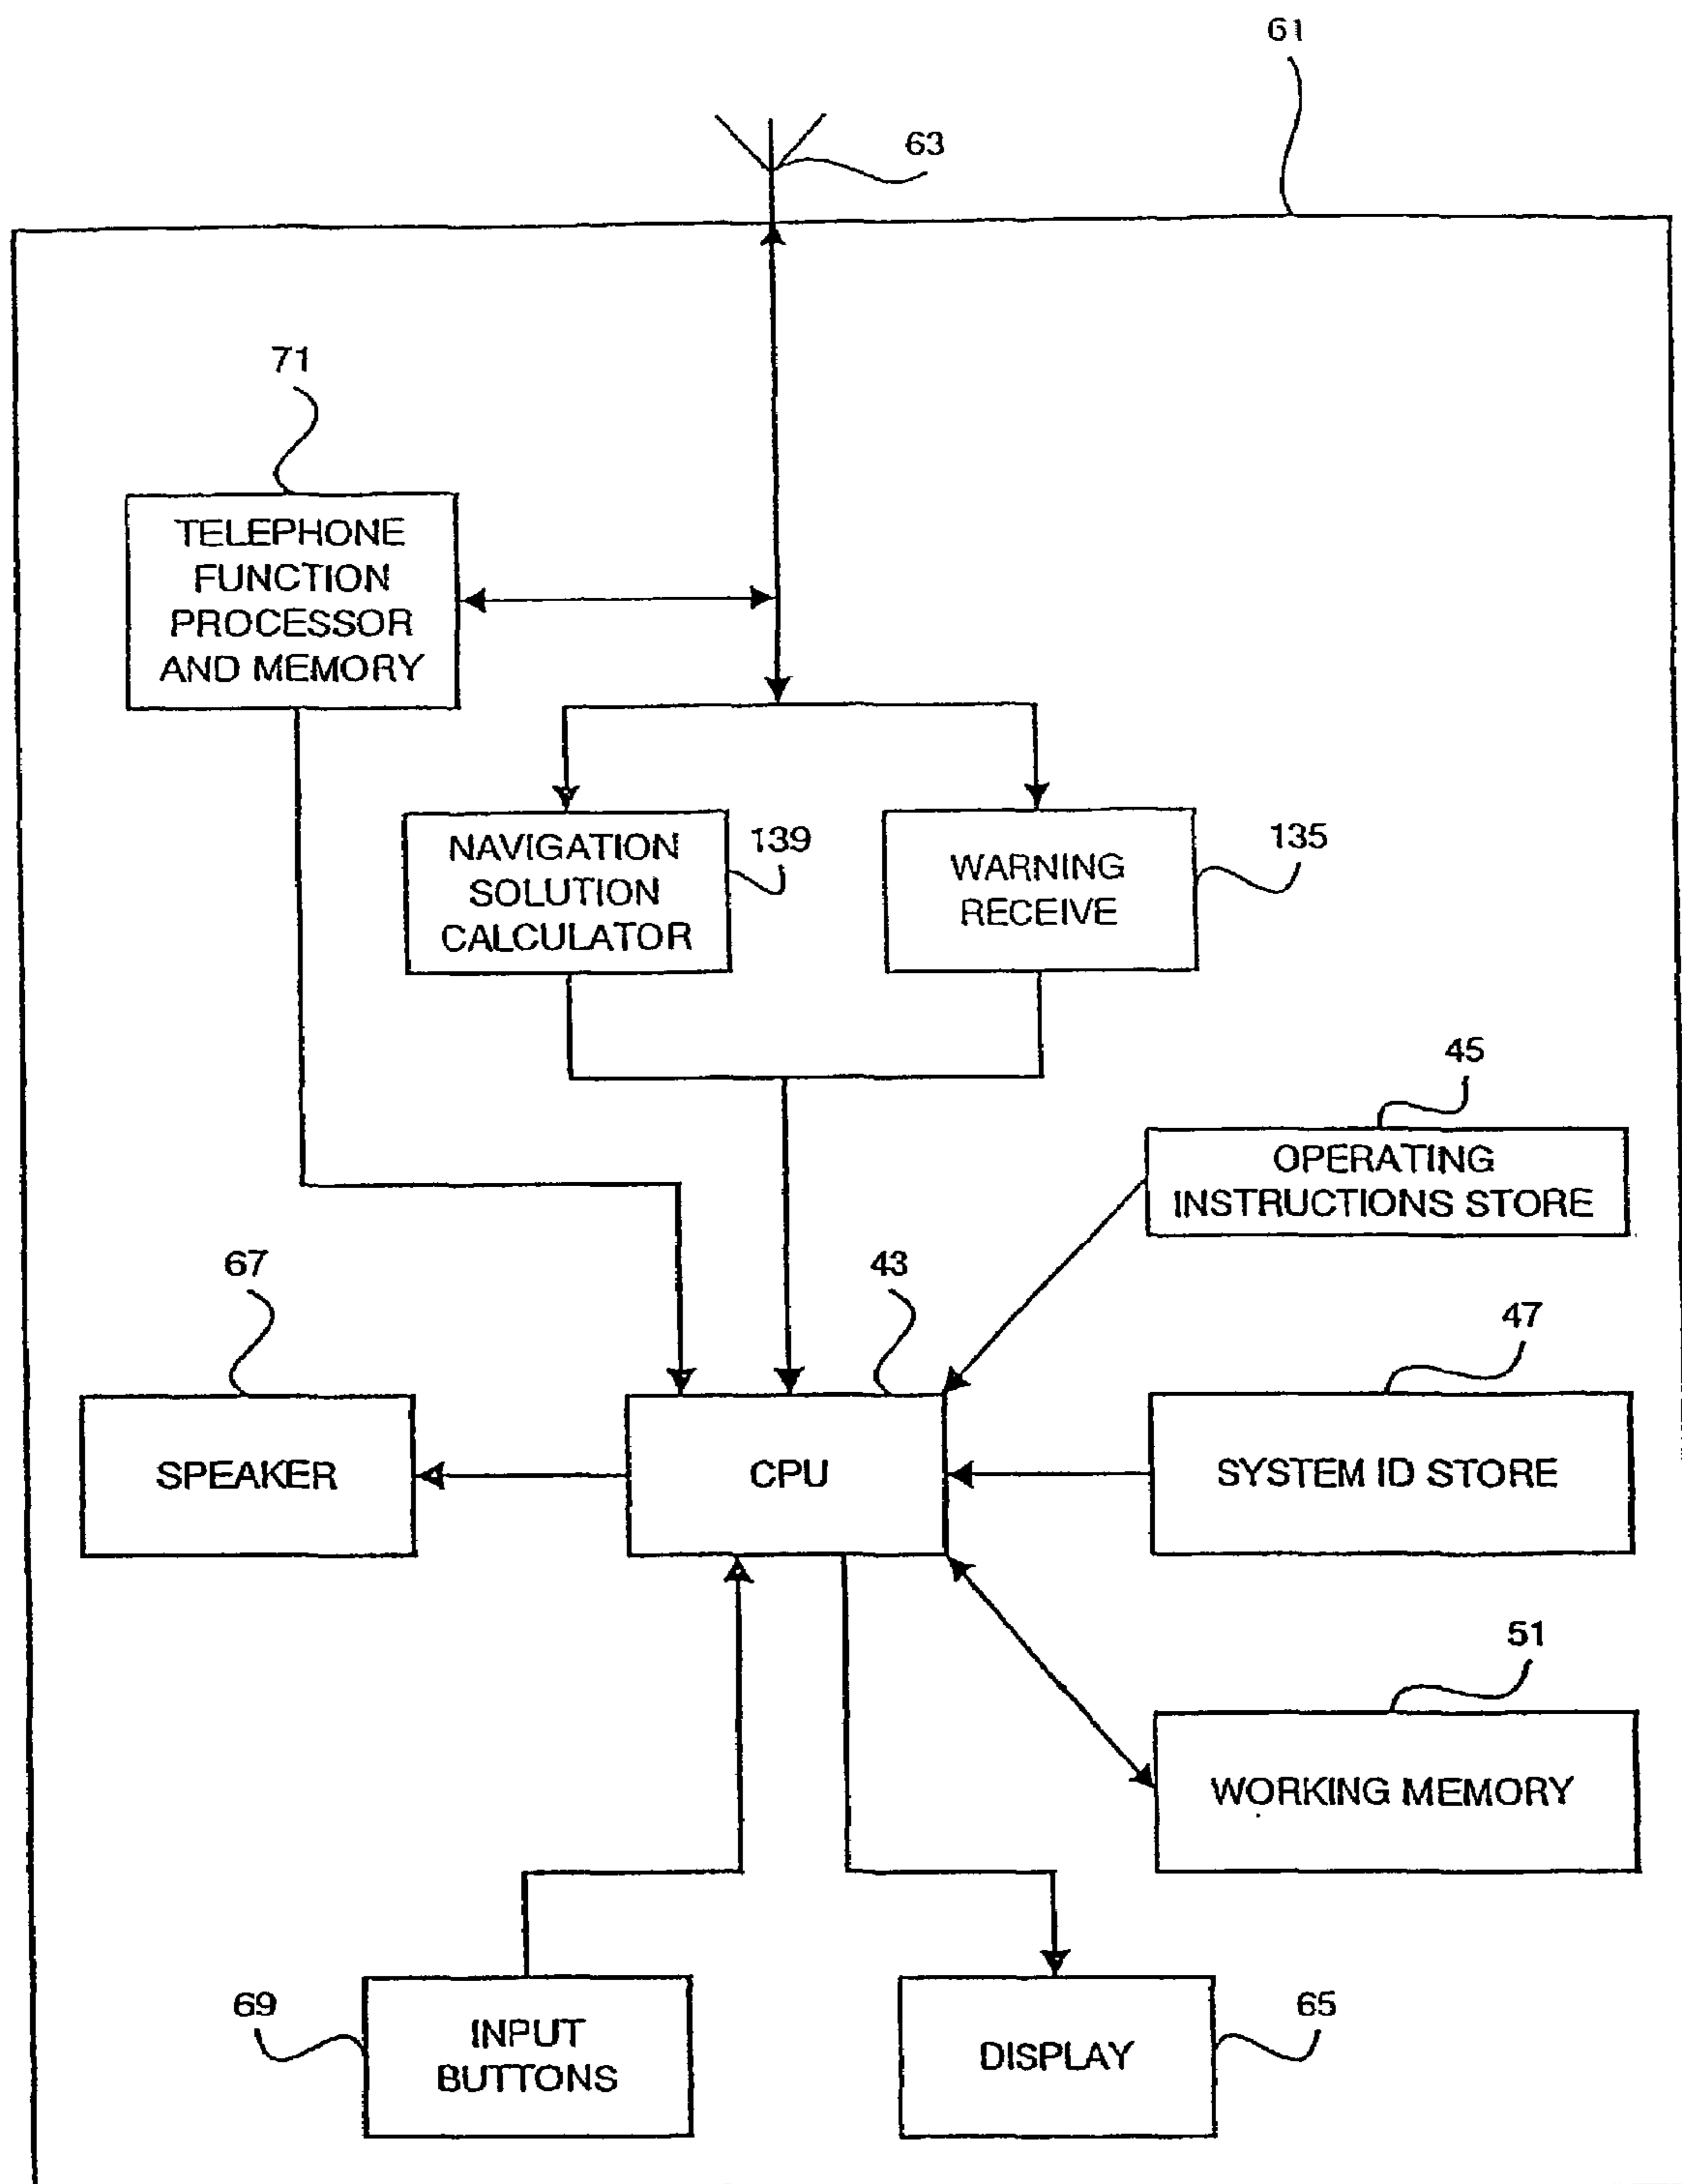 61
63
71
TELEPHONE
FUNCTION
PROCESSOR
AND MEMORY
NAVIGATION
SOLUTION
CALCULATOR
139
WARNING
RECEIVE
135
45
OPERATING
INSTRUCTIONS STORE
67
43
47
SPEAKER
CPU
SYSTEM ID STORE
51
WORKING MEMORY
69
INPUT
BUTTONS
DISPLAY
65